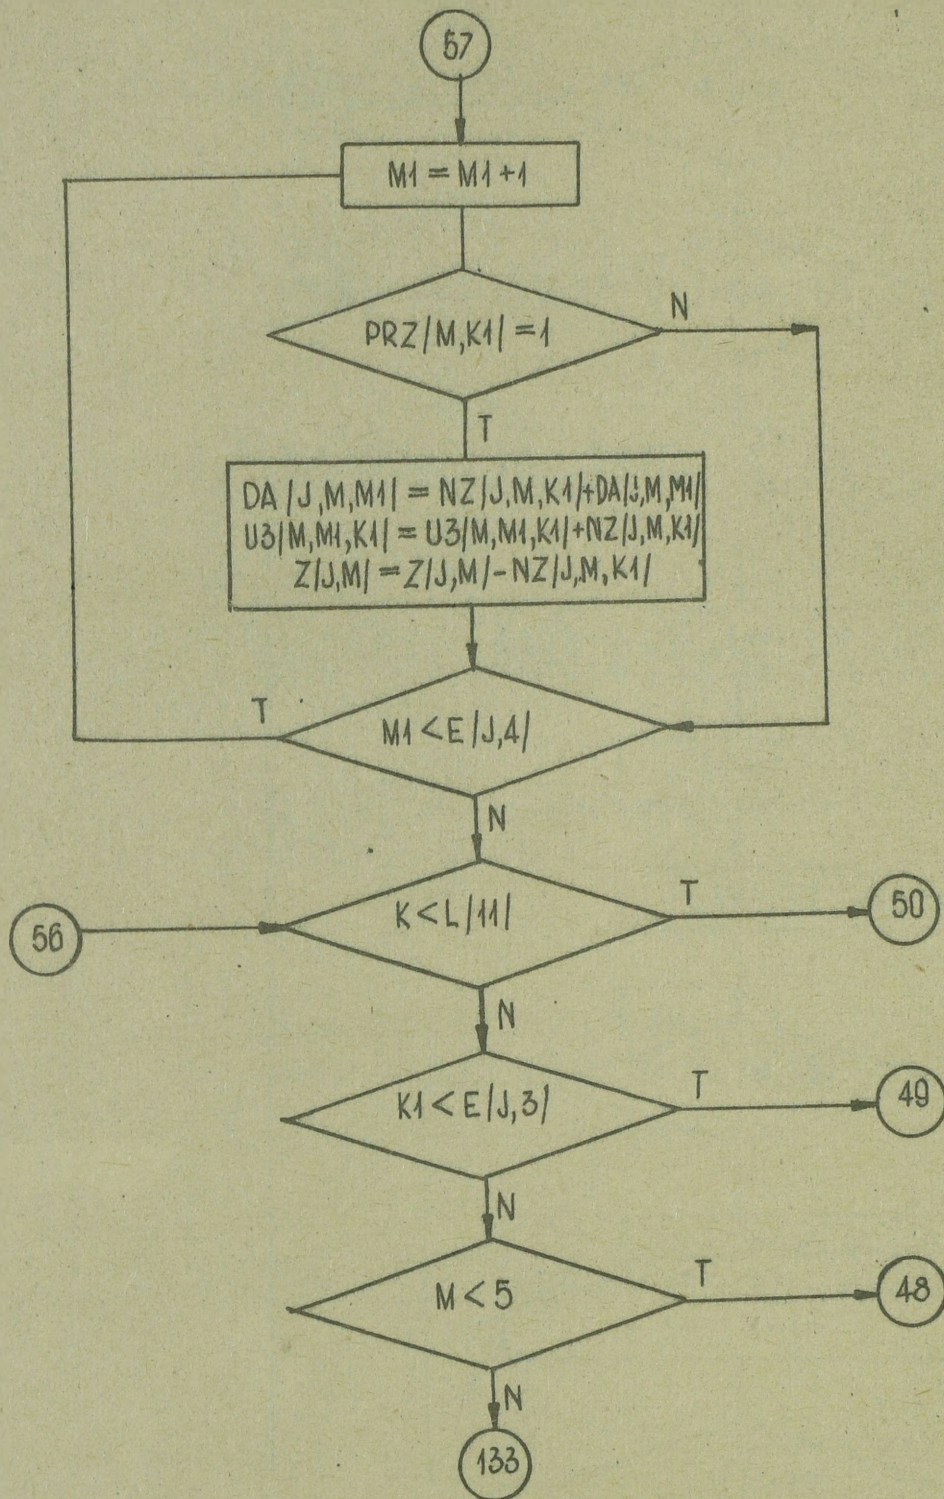 57
M1 = M1 + 1
PRZ/M,K1/ = 1
N
T
DA/J,M,M1/ = NZ/J,M,K1/+DA/J,M,M1/
U3/M,M1,K1/ = U3/M,M1,K1/+NZ/J,M,K1/
Z/J,M/ = Z/J,M/-NZ/J,M,K1/
T
M1 < E/J,4/
N
56
K < L/11/
T
50
N
K1 < E/J,3/
T
49
N
M < 5
T
48
N
133